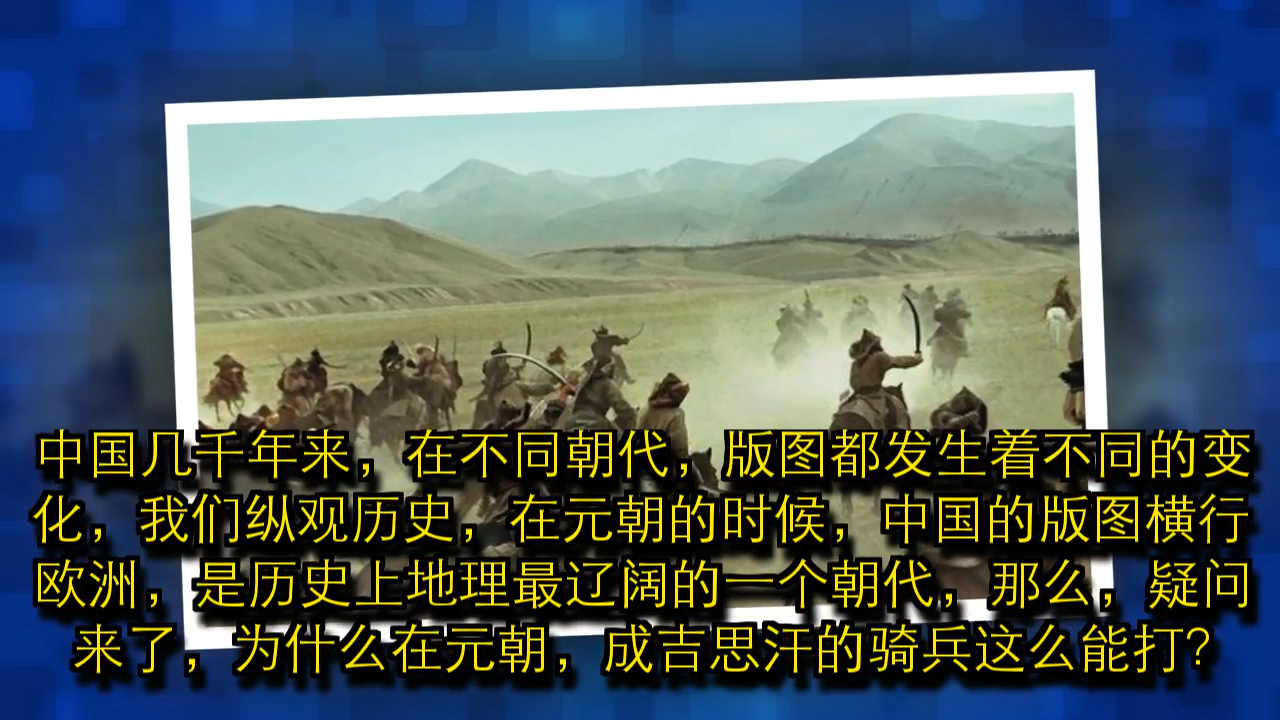 中国几千年来，在不同朝代，版图都发生着不同的变
化，我们纵观历史，在元朝的时候，中国的版图横行
欧洲，是历史上地理最辽阔的一个朝代，那么，疑问
来了，为什么在元朝，成吉思汗的骑兵这么能打？